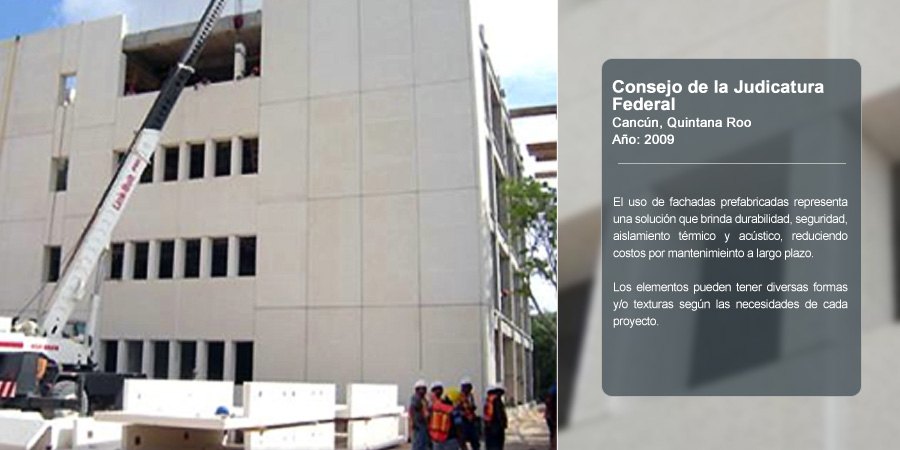 Consejo de la Judicatura
Federal
Cancún, Quintana Roo
Año: 2009
El uso de fachadas prefabricadas representa
una solución que brinda durabilidad, seguridad,
aislamiento térmico y acústico, reduciendo
costos por mantenimieinto a largo plazo.
Los elementos pueden tener diversas formas
y/o texturas según las necesidades de cada
proyecto.
Link-Belt